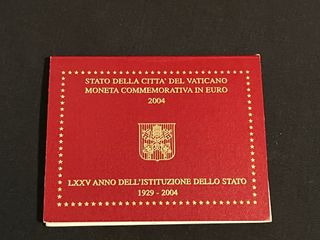 STATO DELLA CITTA' DEL VATICANO
MONETA COMMEMORATIVA IN EURO
2004
LXXV ANNO DELL'ISTITUZIONE DELLO STATO
1929 - 2004